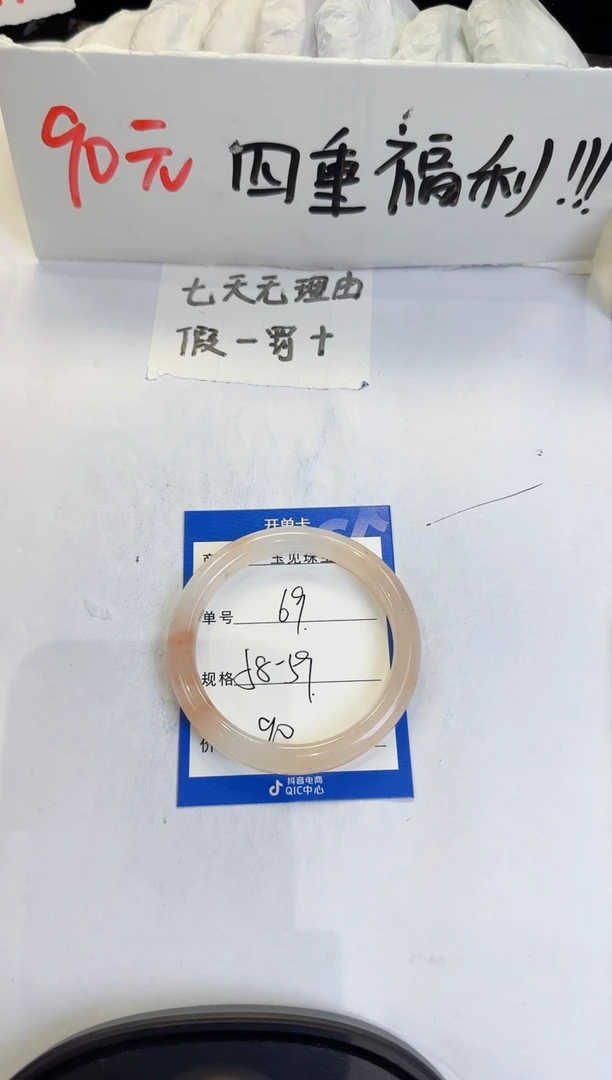 90元 四重福利!!!
七天无理由
假一罚十
开单卡
单号 69
规格 58-59
90
抖音电商
QIC中心